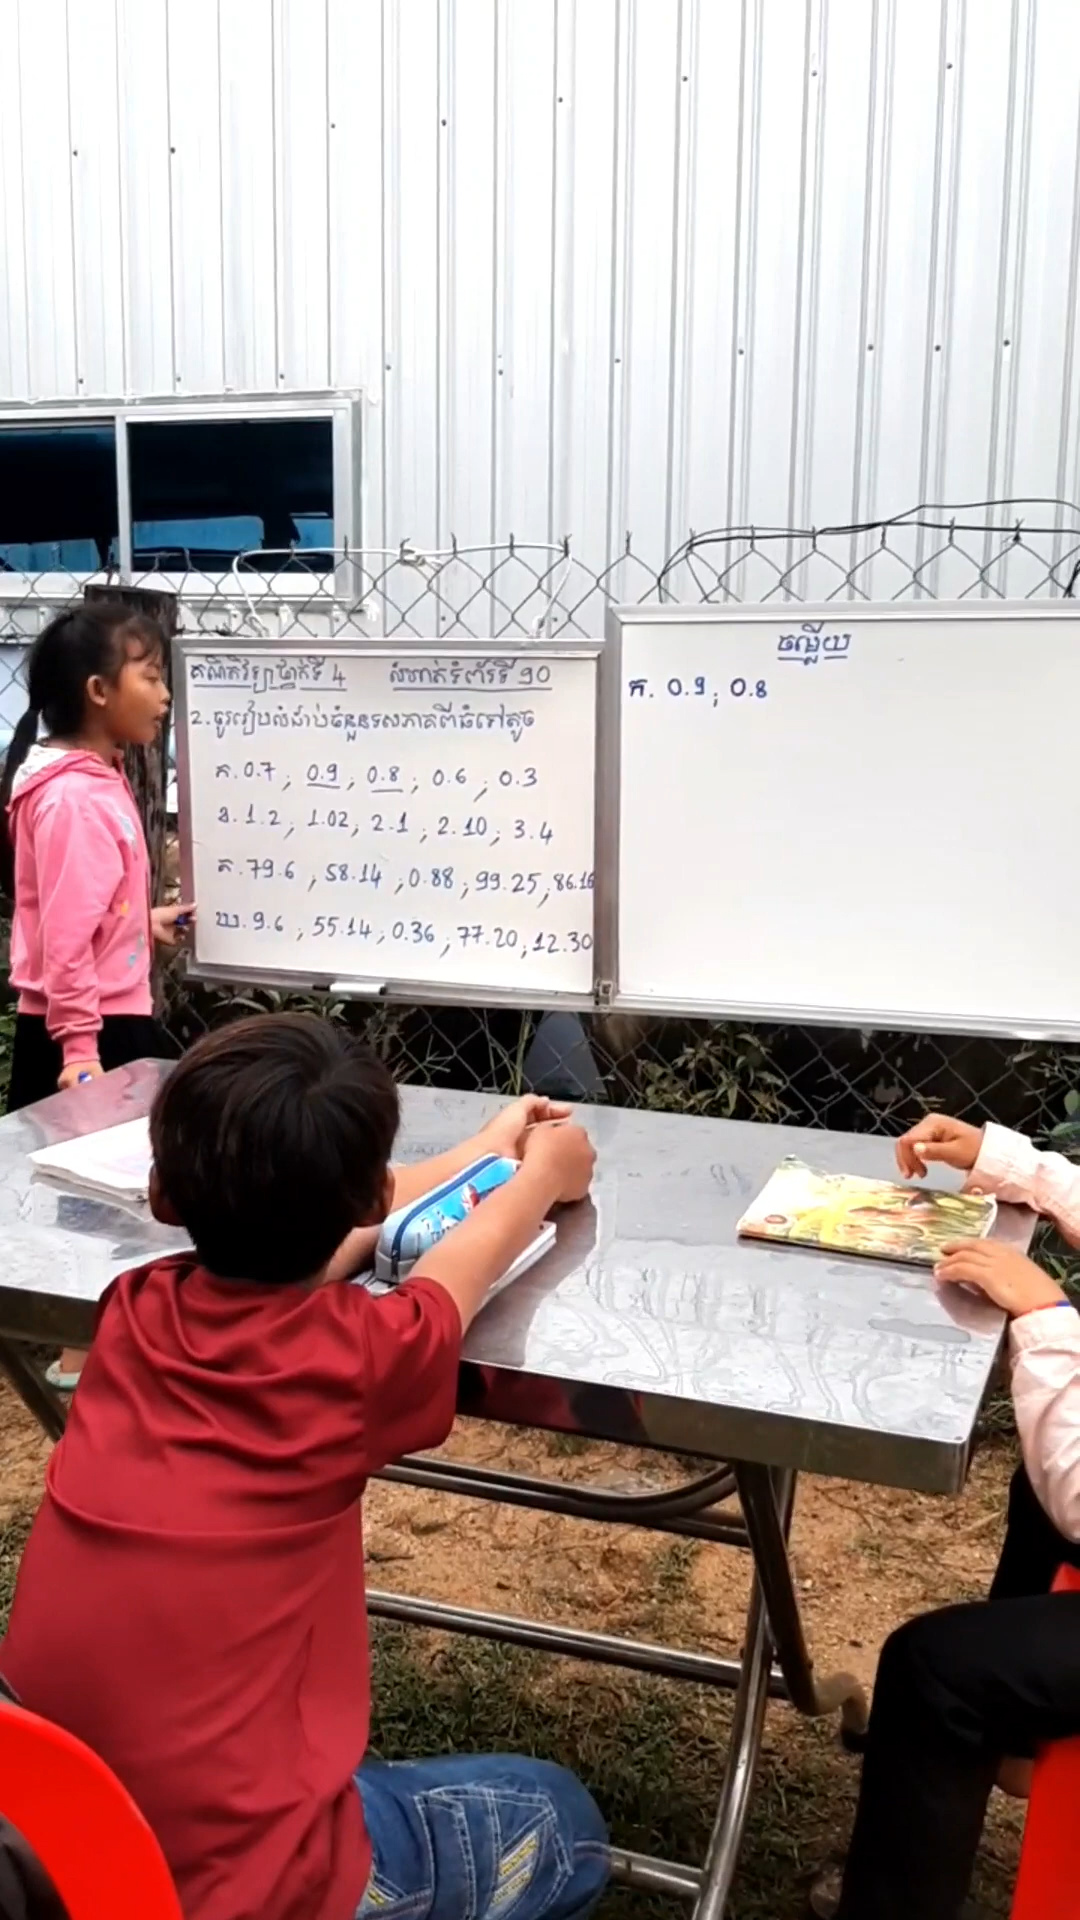 គណិតវិទ្យាថ្នាក់ទី 4 សំហាត់ទំព័រទី 90
2. ចូររៀបលំដាប់ចំនួនទសភាគពីធំទៅតូច
ក. 0.7 ; 0.9 ; 0.8 ; 0.6 ; 0.3
ខ. 1.2 ; 1.02 ; 2.1 ; 2.10 ; 3.4
គ. 79.6 ; 58.14 ; 0.88 ; 99.25 ; 86.16
ឃ. 9.6 ; 55.14 ; 0.36 ; 77.20 ; 12.30
ចម្លើយ
ក. 0.9 ; 0.8